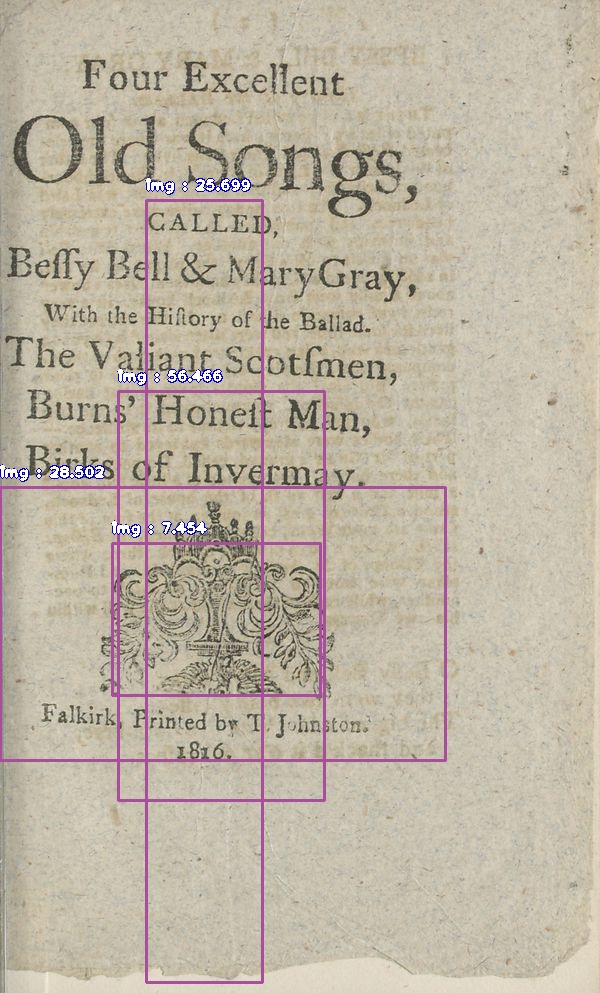 Four Excellent
Old Songs,
CALLED,
Beſſy Bell & Mary Gray,
With the Hiſtory of the Ballad.
The Valiant Scotſmen,
Burns' Honeſt Man,
Birks of Invermay.
Falkirk, Printed by T. Johnston.
1816.
Img : 25.699
Img : 56.466
Img : 28.502
Img : 7.454